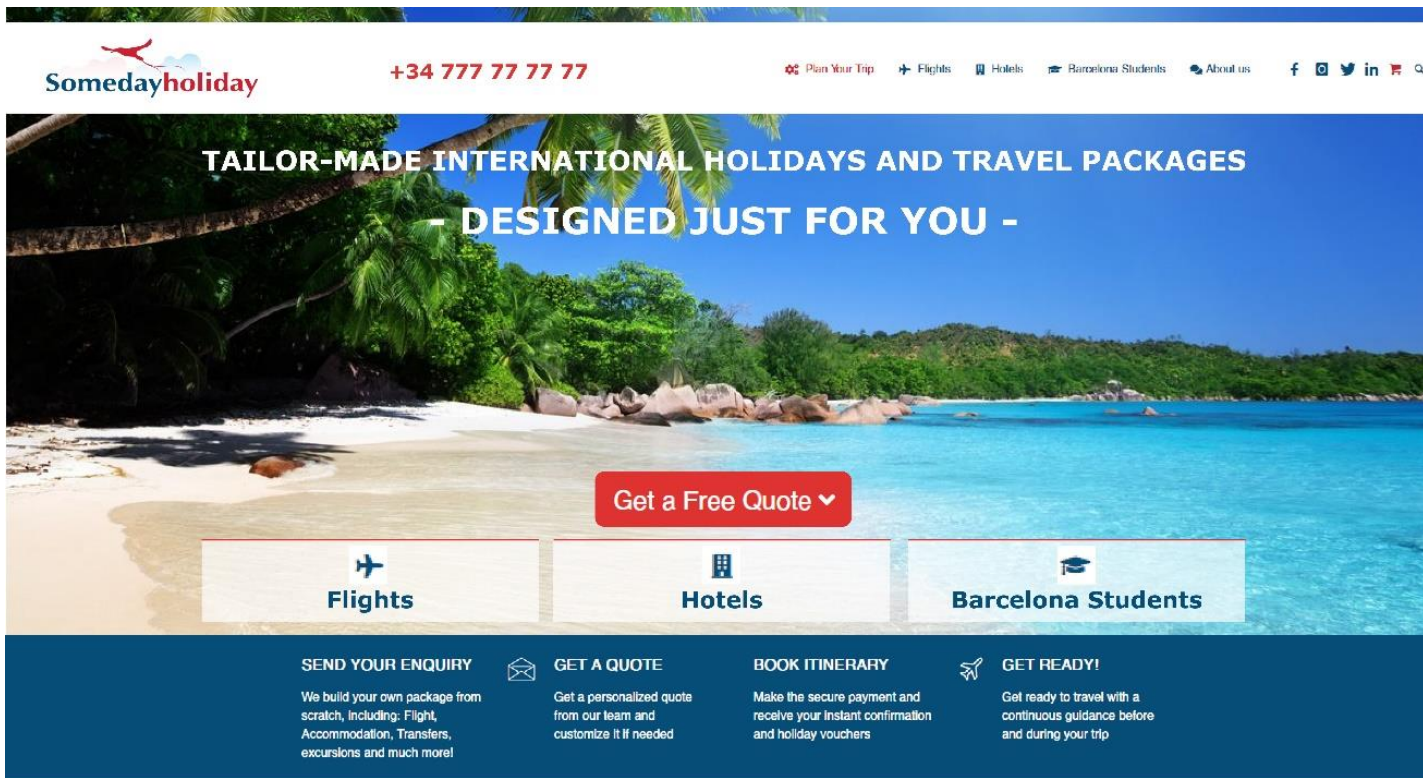 Somedayholiday
+34 777 77 77 77
Plan Your Trip
Flights
Hotels
Barcelona Students
About us
TAILOR-MADE INTERNATIONAL HOLIDAYS AND TRAVEL PACKAGES
- DESIGNED JUST FOR YOU -
Get a Free Quote
Flights
Hotels
Barcelona Students
SEND YOUR ENQUIRY
We build your own package from
scratch, including: Flight,
Accommodation, Transfers,
excursions and much more!
GET A QUOTE
Get a personalized quote
from our team and
customize it if needed
BOOK ITINERARY
Make the secure payment and
receive your instant confirmation
and holiday vouchers
GET READY!
Get ready to travel with a
continuous guidance before
and during your trip